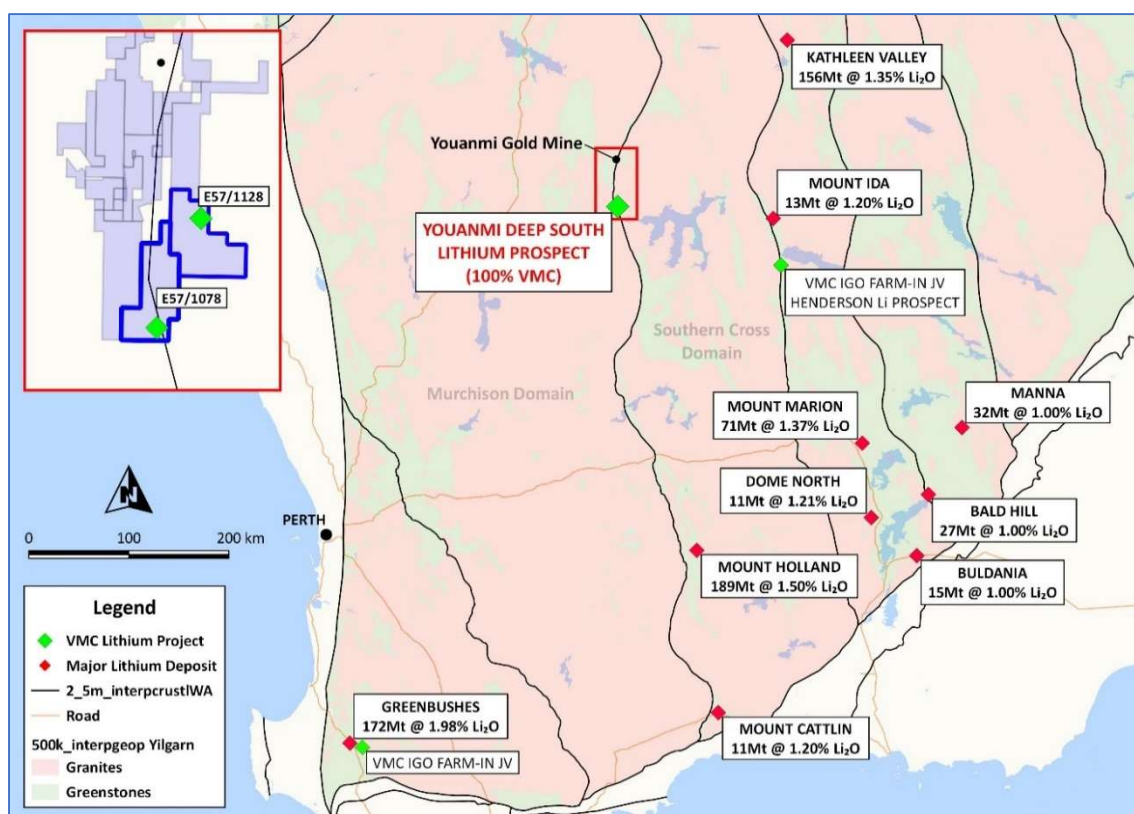 E57/1128
E57/1078
KATHLEEN VALLEY
156Mt @ 1.35% Li₂O
Youanmi Gold Mine
MOUNT IDA
13Mt @ 1.20% Li₂O
YOUANMI DEEP SOUTH
LITHIUM PROSPECT
(100% VMC)
VMC IGO FARM-IN JV
HENDERSON Li PROSPECT
Southern Cross
Domain
Murchison Domain
MANNA
32Mt @ 1.00% Li₂O
MOUNT MARION
71Mt @ 1.37% Li₂O
DOME NORTH
11Mt @ 1.21% Li₂O
BALD HILL
27Mt @ 1.00% Li₂O
N
PERTH
0 100 200 km
MOUNT HOLLAND
189Mt @ 1.50% Li₂O
BULDANIA
15Mt @ 1.00% Li₂O
Legend
VMC Lithium Project
Major Lithium Deposit
2_5m_interpcrustlWA
Road
500k_interpgeop Yilgarn
Granites
Greenstones
GREENBUSHES
172Mt @ 1.98% Li₂O
VMC IGO FARM-IN JV
MOUNT CATTLIN
11Mt @ 1.20% Li₂O